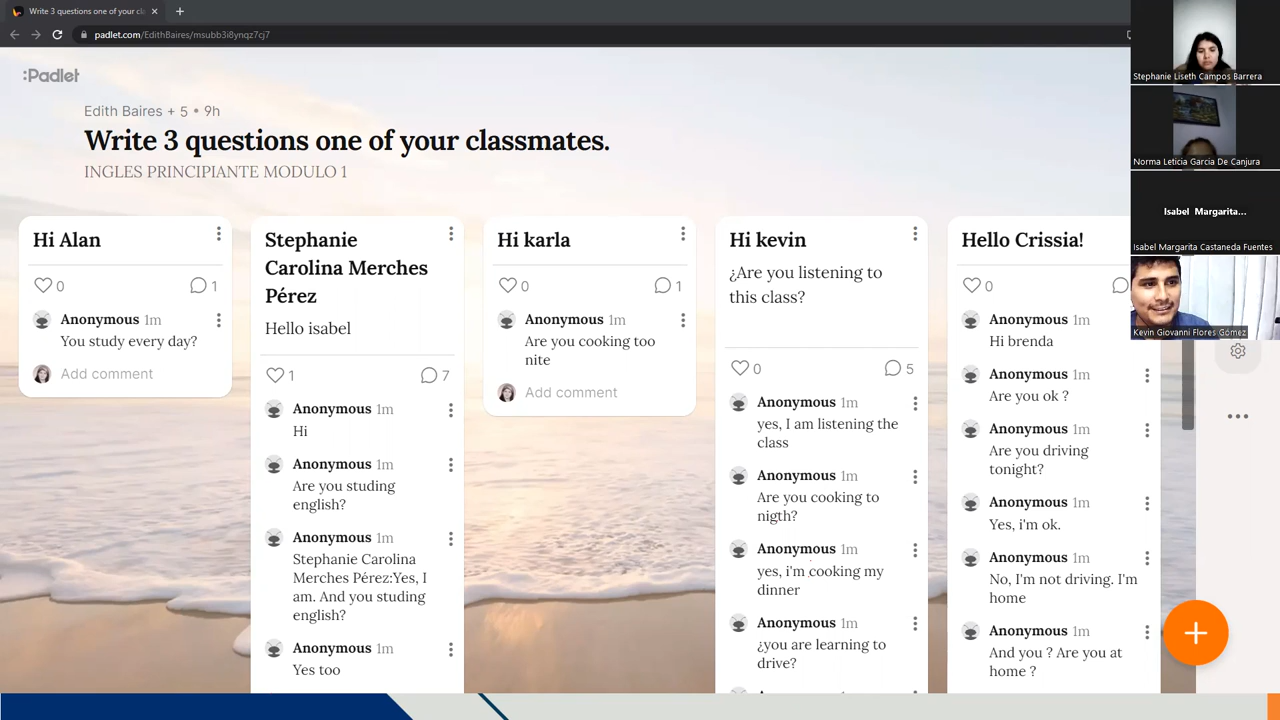 Write 3 questions one of your cl
padlet.com/EdithBaires/msubb3i8ynqz7cj7
:Padlet
Edith Baires + 5 • 9h
Write 3 questions one of your classmates.
INGLES PRINCIPIANTE MODULO 1
Hi Alan
0
1
Anonymous 1m
You study every day?
Add comment
Stephanie
Carolina Merches
Pérez
Hello isabel
1
7
Anonymous 1m
Hi
Anonymous 1m
Are you studing
english?
Anonymous 1m
Stephanie Carolina
Merches Pérez:Yes, I
am. And you studing
english?
Anonymous 1m
Yes too
Hi karla
0
1
Anonymous 1m
Are you cooking too
nite
Add comment
Hi kevin
¿Are you listening to
this class?
0
5
Anonymous 1m
yes, I am listening the
class
Anonymous 1m
Are you cooking to
nigth?
Anonymous 1m
yes, i'm cooking my
dinner
Anonymous 1m
¿you are learning to
drive?
Hello Crissia!
0
Anonymous 1m
Hi brenda
Anonymous 1m
Are you ok ?
Anonymous 1m
Are you driving
tonight?
Anonymous 1m
Yes, i'm ok.
Anonymous 1m
No, I'm not driving. I'm
home
Anonymous 1m
And you ? Are you at
home ?
Stephanie Liseth Campos Barrera
Norma Leticia Garcia De Canjura
Isabel Margarita...
Isabel Margarita Castaneda Fuentes
Kevin Giovanni Flores Gómez